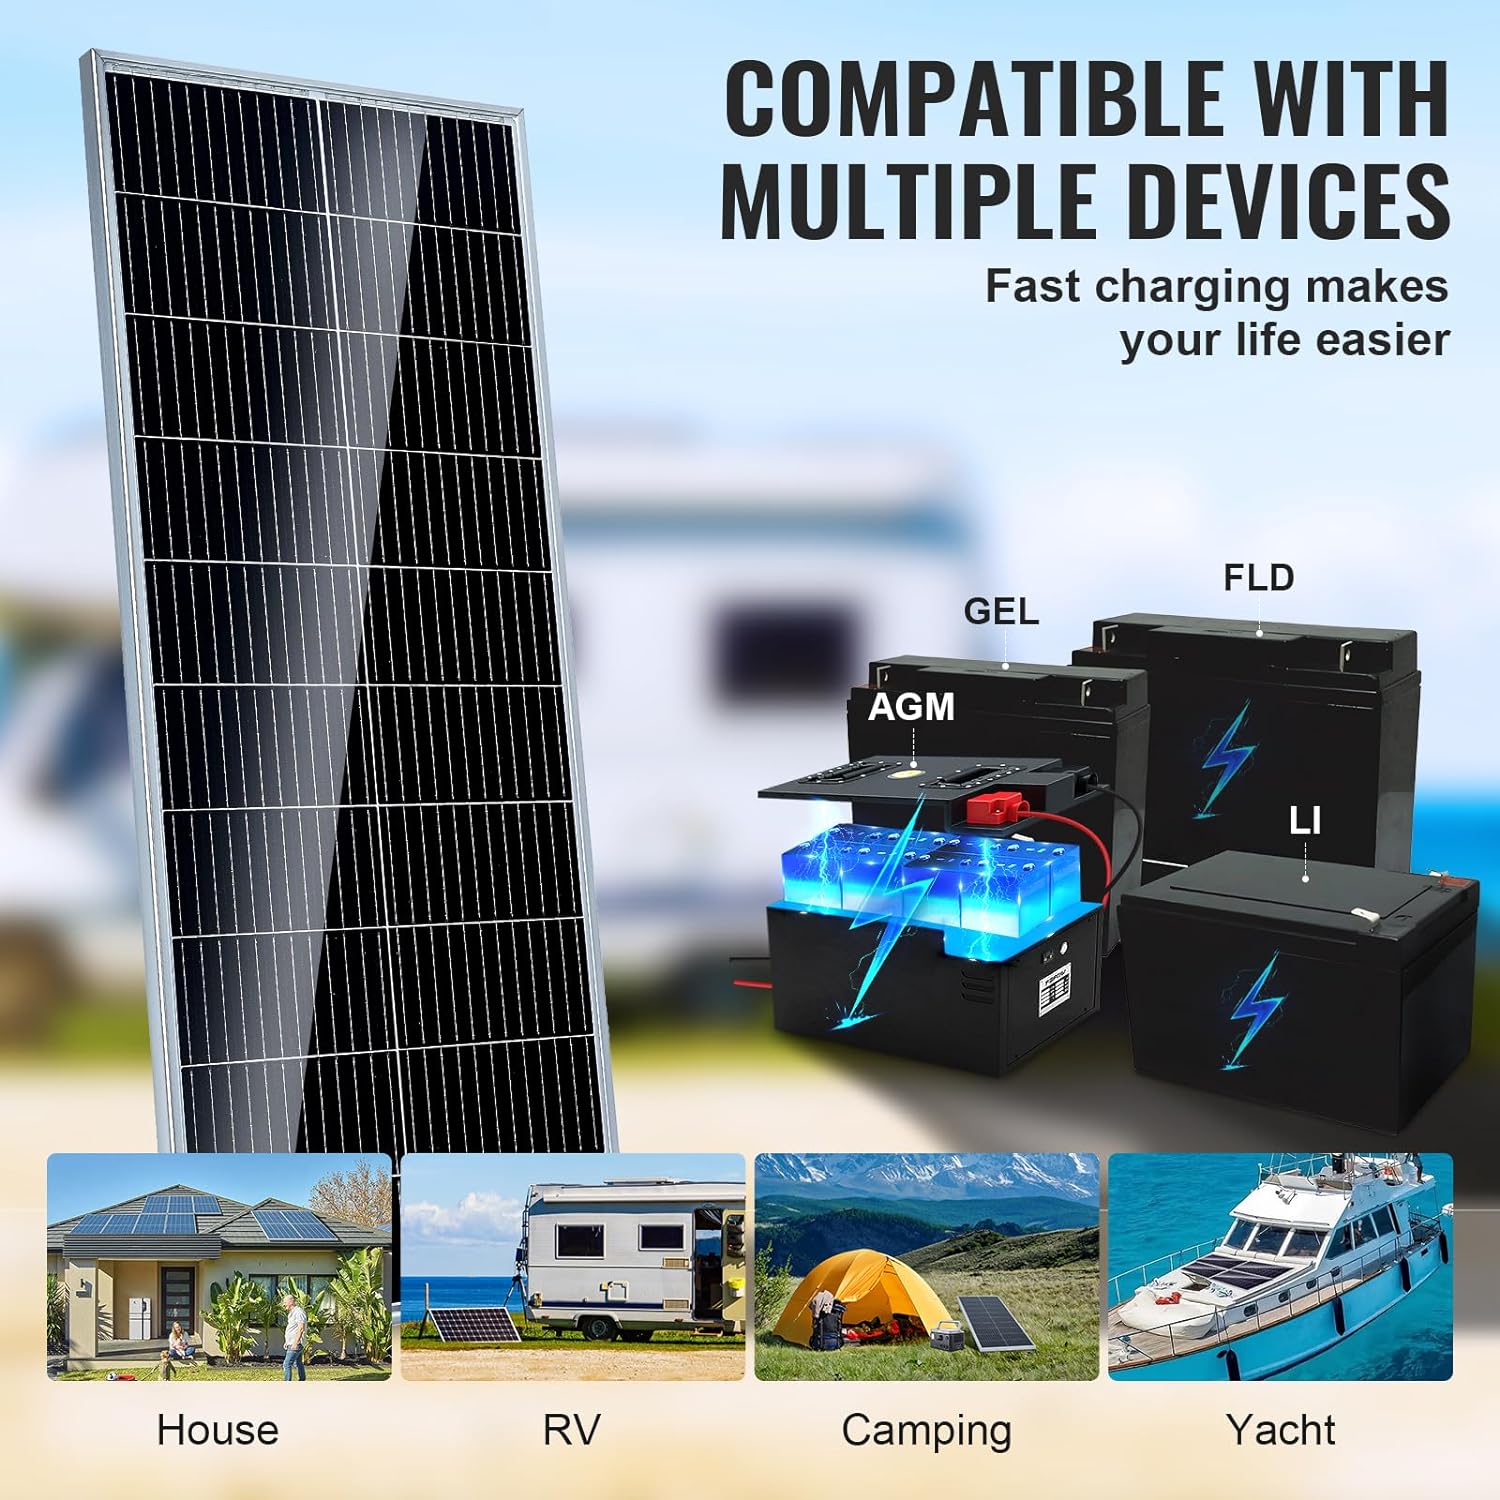 COMPATIBLE WITH
MULTIPLE DEVICES
Fast charging makes
your life easier
FLD
GEL
AGM
LI
House
RV
Camping
Yacht